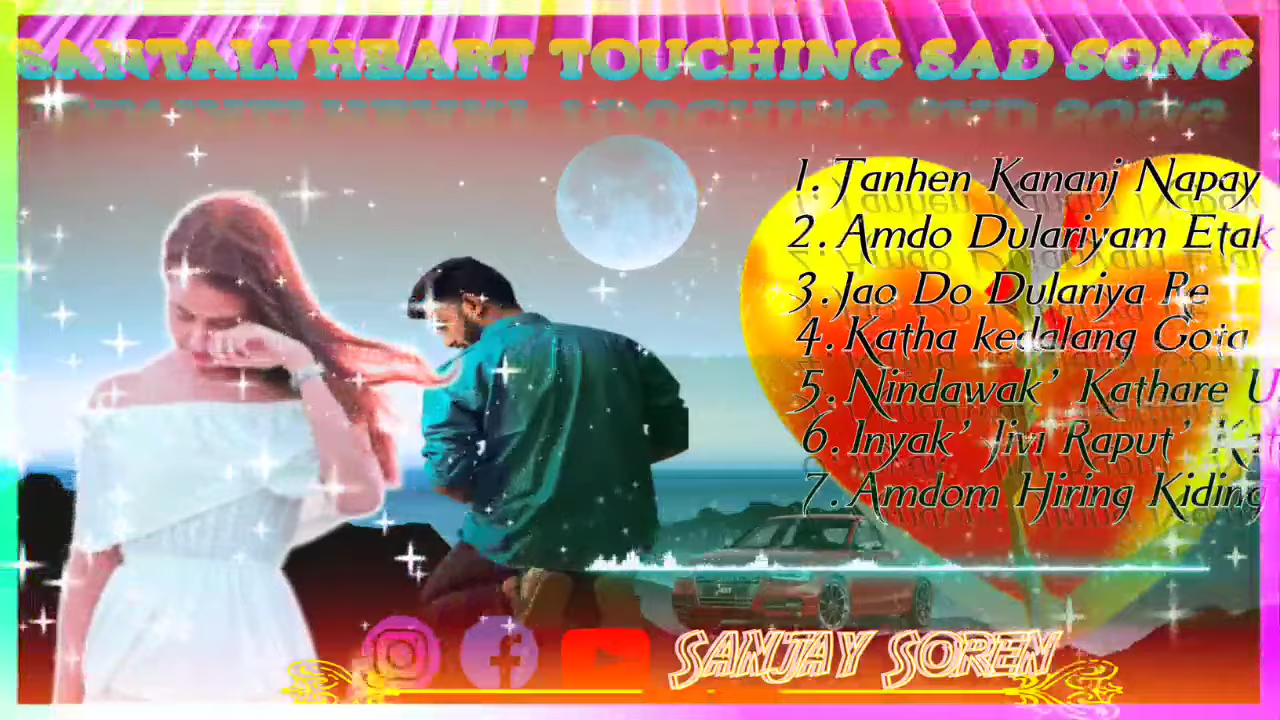 SANTALI HEART TOUCHING SAD SONG
1. Tanhen Kananj Napay
2. Amdo Dulariyam Etak
3. Jao Do Dulariya Re
4. Katha kedalang Gota
5. Nindawak' Kathare
6. Inyak' Jivi Raput'
7. Amdom Hiring Kiding
SANJAY SOREN